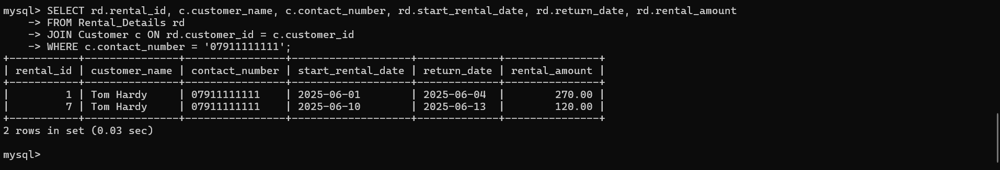 mysql> SELECT rd.rental_id, c.customer_name, c.contact_number, rd.start_rental_date, rd.return_date, rd.rental_amount
    -> FROM Rental_Details rd
    -> JOIN Customer c ON rd.customer_id = c.customer_id
    -> WHERE c.contact_number = '07911111111';
+-----------+---------------+----------------+-------------------+-------------+---------------+
| rental_id | customer_name | contact_number | start_rental_date | return_date | rental_amount |
+-----------+---------------+----------------+-------------------+-------------+---------------+
|         1 | Tom Hardy     | 07911111111    | 2025-06-01        | 2025-06-04  |        270.00 |
|         7 | Tom Hardy     | 07911111111    | 2025-06-10        | 2025-06-13  |        120.00 |
+-----------+---------------+----------------+-------------------+-------------+---------------+
2 rows in set (0.03 sec)
mysql>